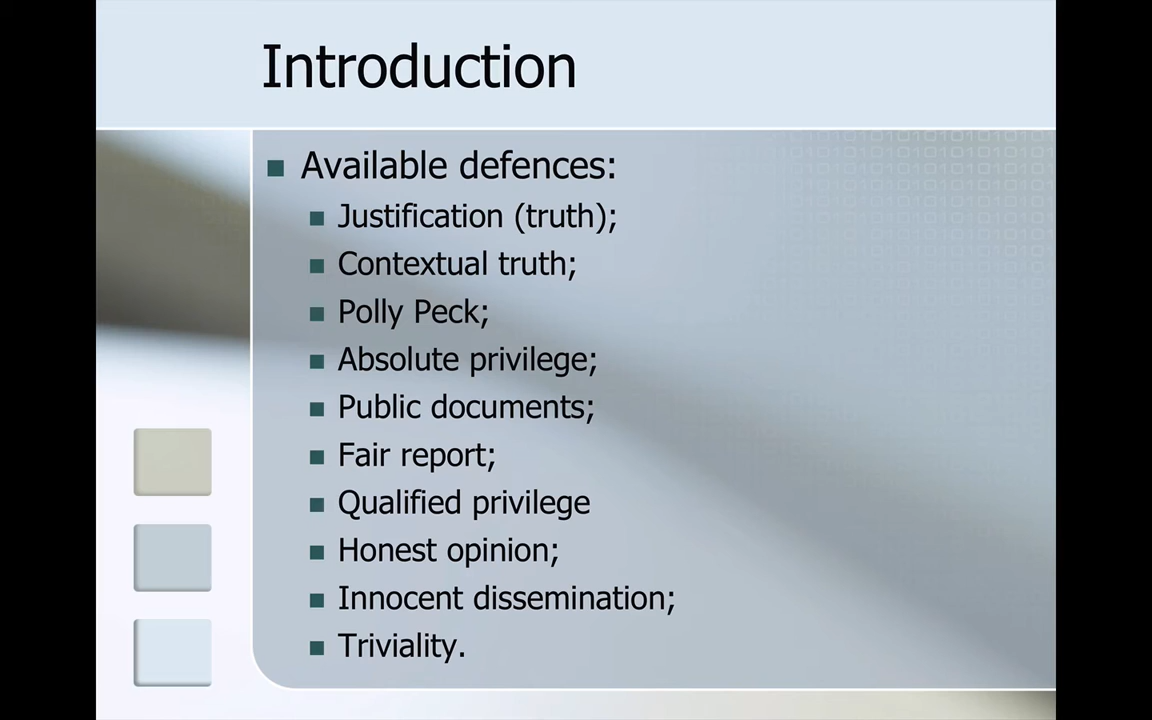 Introduction
Available defences:
Justification (truth);
Contextual truth;
Polly Peck;
Absolute privilege;
Public documents;
Fair report;
Qualified privilege
Honest opinion;
Innocent dissemination;
Triviality.